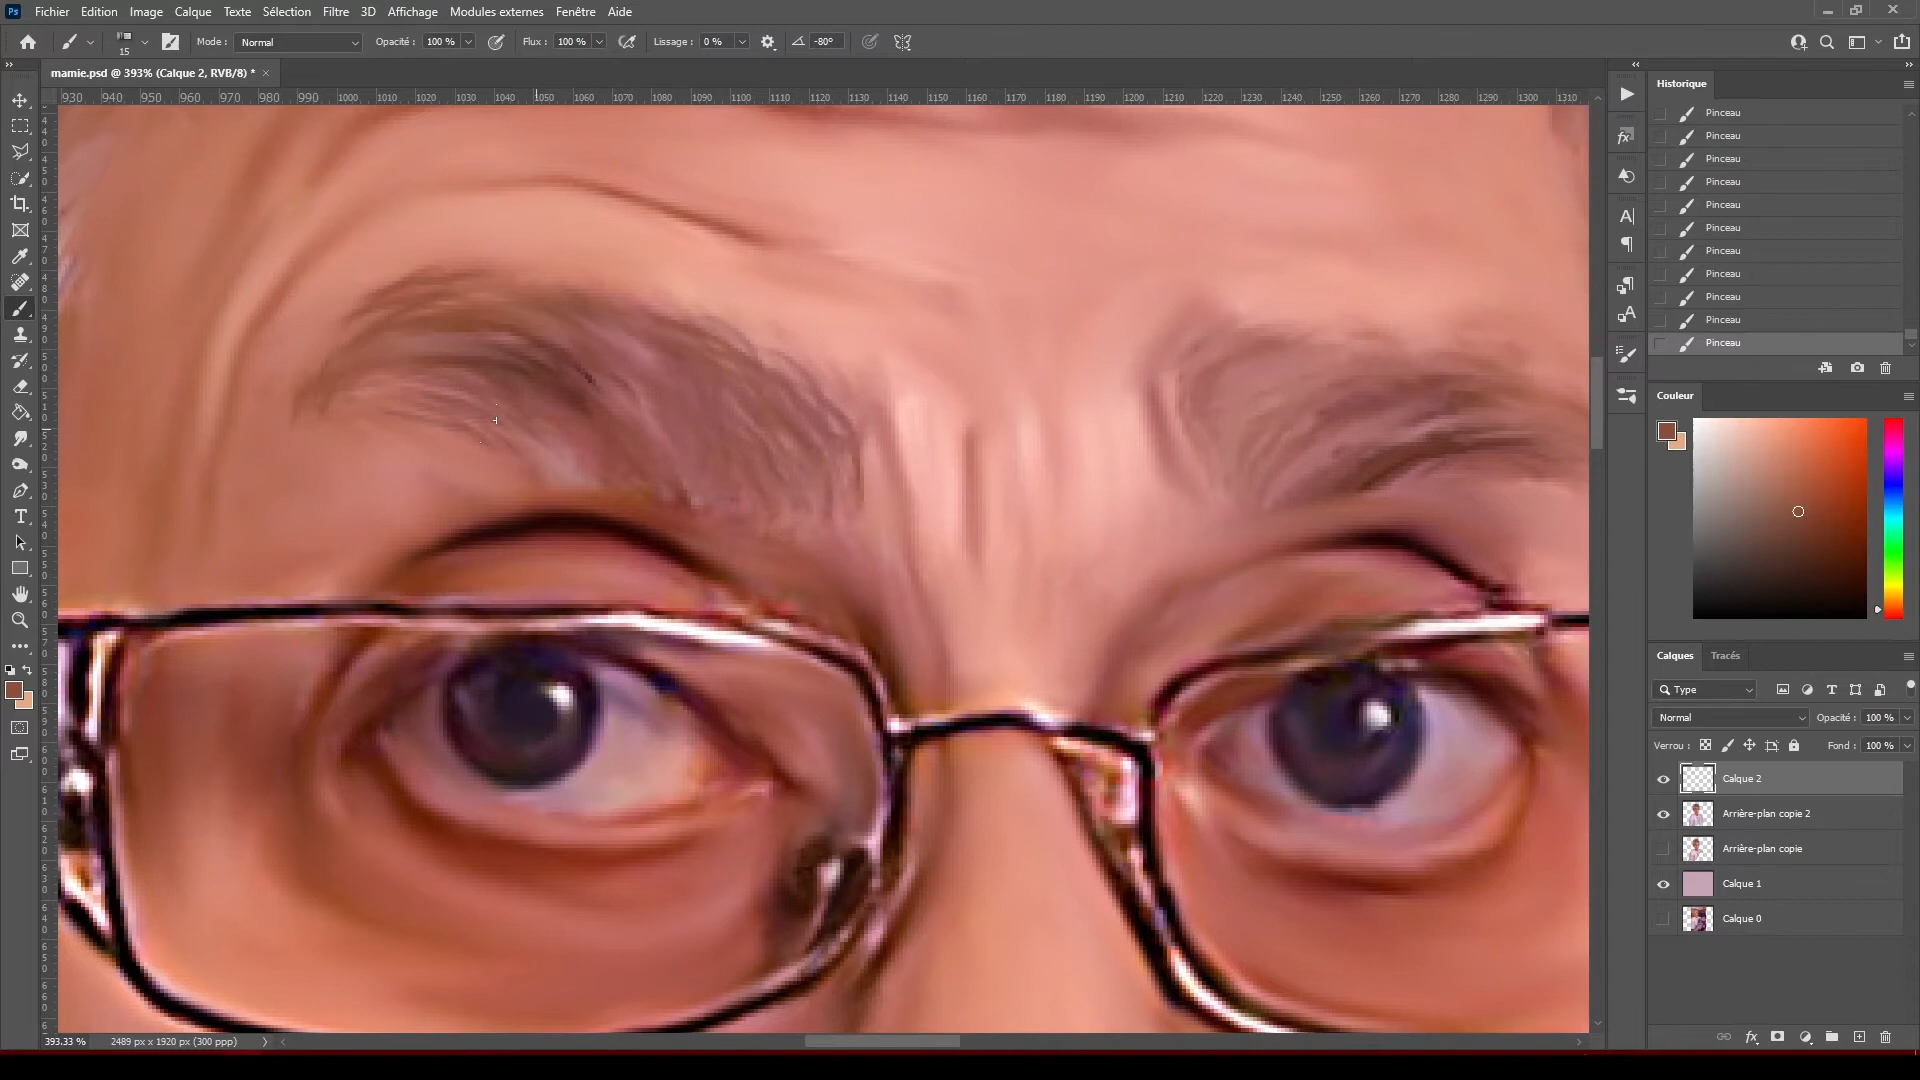 Ps Fichier Edition Image Calque Texte Sélection Filtre 3D Affichage Modules externes Fenêtre Aide
15 Mode : Normal Opacité : 100 % Flux : 100 % Lissage : 0 % -80°
mamie.psd @ 393% (Calque 2, RVB/8) *
930 940 950 960 970 980 990 1000 1010 1020 1030 1040 1050 1060 1070 1080 1090 1100 1110 1120 1130 1140 1150 1160 1170 1180 1190 1200 1210 1220 1230 1240 1250 1260 1270 1280 1290 1300 1310
Historique
Pinceau
Pinceau
Pinceau
Pinceau
Pinceau
Pinceau
Pinceau
Pinceau
Pinceau
Pinceau
Pinceau
Couleur
Calques Tracés
Type
Normal Opacité : 100 %
Verrou : Fond : 100 %
Calque 2
Arrière-plan copie 2
Arrière-plan copie
Calque 1
Calque 0
393.33 % 2489 px x 1920 px (300 ppp)